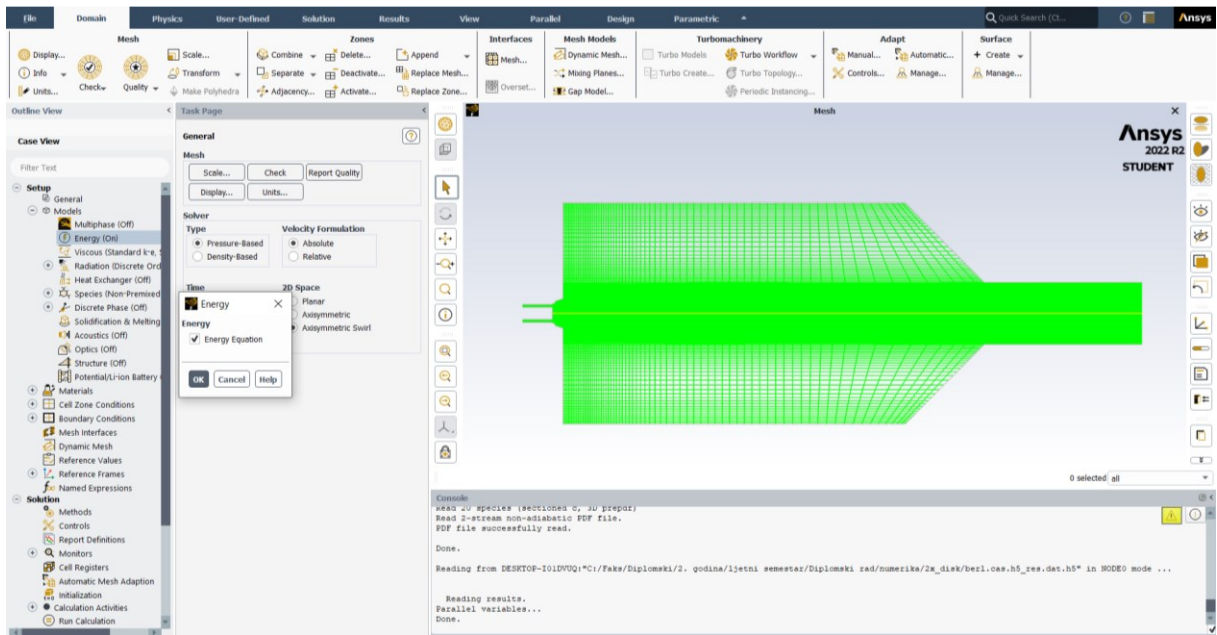 File Domain Physics User-Defined Solution Results View Parallel Design Parametric Quick Search (Ct... Ansys
Mesh Zones Interfaces Mesh Models Turbomachinery Adapt Surface
Display... Scale... Combine Delete... Append Mesh... Dynamic Mesh... Turbo Models Turbo Workflow Manual... Automatic... + Create
Info Check Quality Transform Separate Deactivate... Replace Mesh... Mixing Planes... Turbo Create... Turbo Topology... Controls... Manage... Manage...
Units... Make Polyhedra Adjacency... Activate... Replace Zone... Overset... Gap Model... Periodic Instancing...
Outline View < Task Page < Mesh ×
Case View
Filter Text
Setup
General
Models
Multiphase (Off)
Energy (On)
Viscous (Standard k-e, S
Radiation (Discrete Ord
Heat Exchanger (Off)
Species (Non-Premixed
Discrete Phase (Off)
Solidification & Melting
Acoustics (Off)
Optics (Off)
Structure (Off)
Potential/Li-ion Battery
Materials
Cell Zone Conditions
Boundary Conditions
Mesh Interfaces
Dynamic Mesh
Reference Values
Reference Frames
Named Expressions
Solution
Methods
Controls
Report Definitions
Monitors
Cell Registers
Automatic Mesh Adaption
Initialization
Calculation Activities
Run Calculation
General
Mesh
Scale... Check Report Quality
Display... Units...
Solver
Type Velocity Formulation
Pressure-Based Absolute
Density-Based Relative
Time 2D Space
Planar
Axisymmetric
Axisymmetric Swirl
Energy ×
Energy
Energy Equation
OK Cancel Help
Ansys
2022 R2
STUDENT
0 selected all
Console
Read 20 species (sectioned c, 3D prepdf)
Read 2-stream non-adiabatic PDF file.
PDF file successfully read.
Done.
Reading from DESKTOP-I01DVUQ:"C:/Faks/Diplomski/2. godina/ljetni semestar/Diplomski rad/numerika/2x_disk/berl.cas.h5_res.dat.h5" in NODE0 mode ...
Reading results.
Parallel variables...
Done.